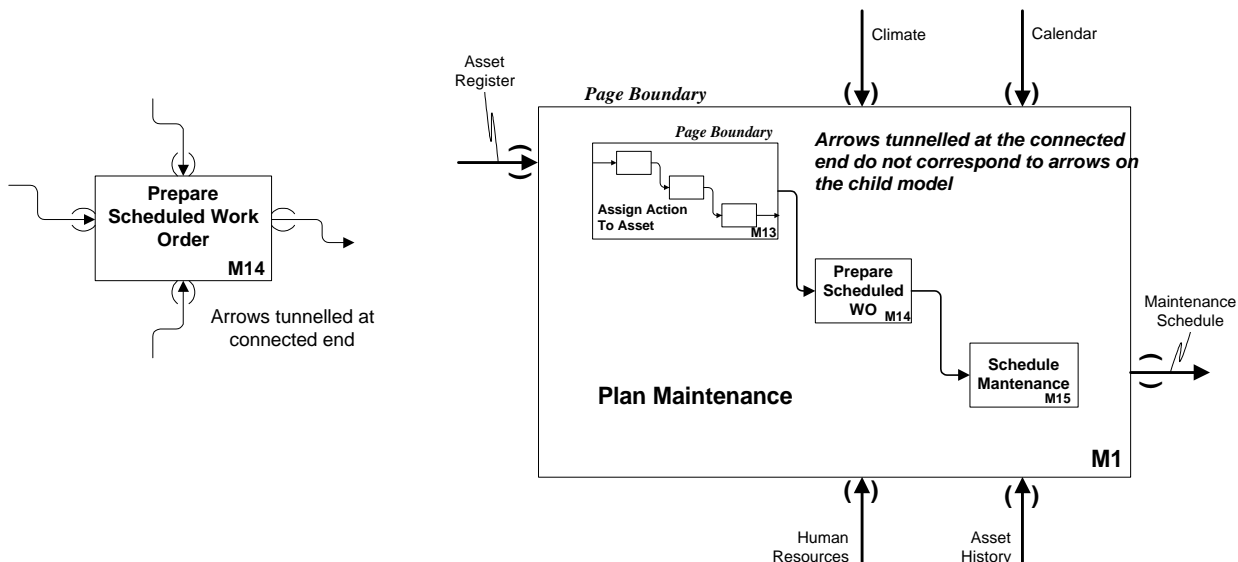 Prepare
Scheduled Work
Order
M14
Arrows tunnelled at
connected end
Climate
Calendar
Asset
Register
Page Boundary
Page Boundary
Arrows tunnelled at the connected
end do not correspond to arrows on
the child model
Assign Action
To Asset
M13
Prepare
Scheduled
WO
M14
Maintenance
Schedule
Schedule
Mantenance
M15
Plan Maintenance
M1
Human
Resources
Asset
History